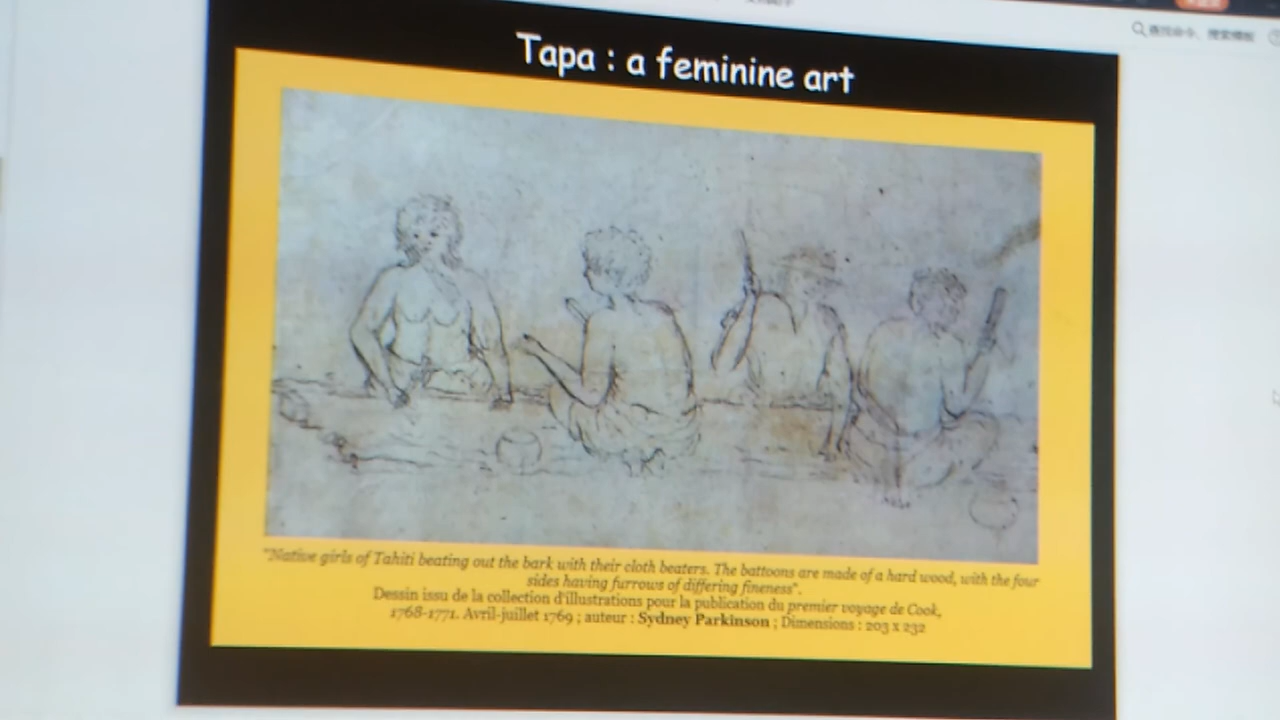 Tapa : a feminine art
"Native girls of Tahiti beating out the bark with their cloth beaters. The battoons are made of a hard wood, with the four
sides having furrows of differing fineness".
Dessin issu de la collection d'illustrations pour la publication du premier voyage de Cook,
1768-1771. Avril-juillet 1769 ; auteur : Sydney Parkinson ; Dimensions : 203 x 232